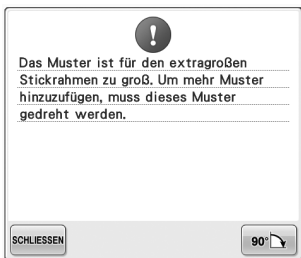 Das Muster ist für den extragroßen
Stickrahmen zu groß. Um mehr Muster
hinzuzufügen, muss dieses Muster
gedreht werden.
SCHLIESSEN
90°